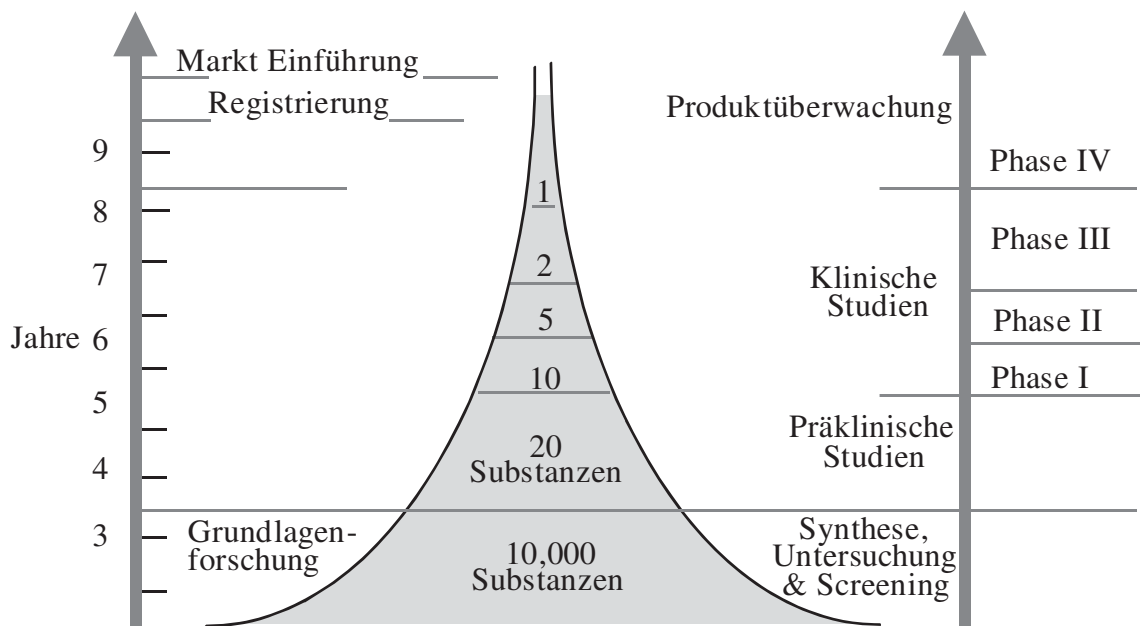 Markt Einführung
Registrierung
Produktüberwachung
9
Phase IV
1
8
Phase III
2
7
Klinische
Studien
5
Phase II
Jahre 6
10
Phase I
5
Präklinische
Studien
20
Substanzen
4
Grundlagen-
forschung
3
10,000
Substanzen
Synthese,
Untersuchung
& Screening